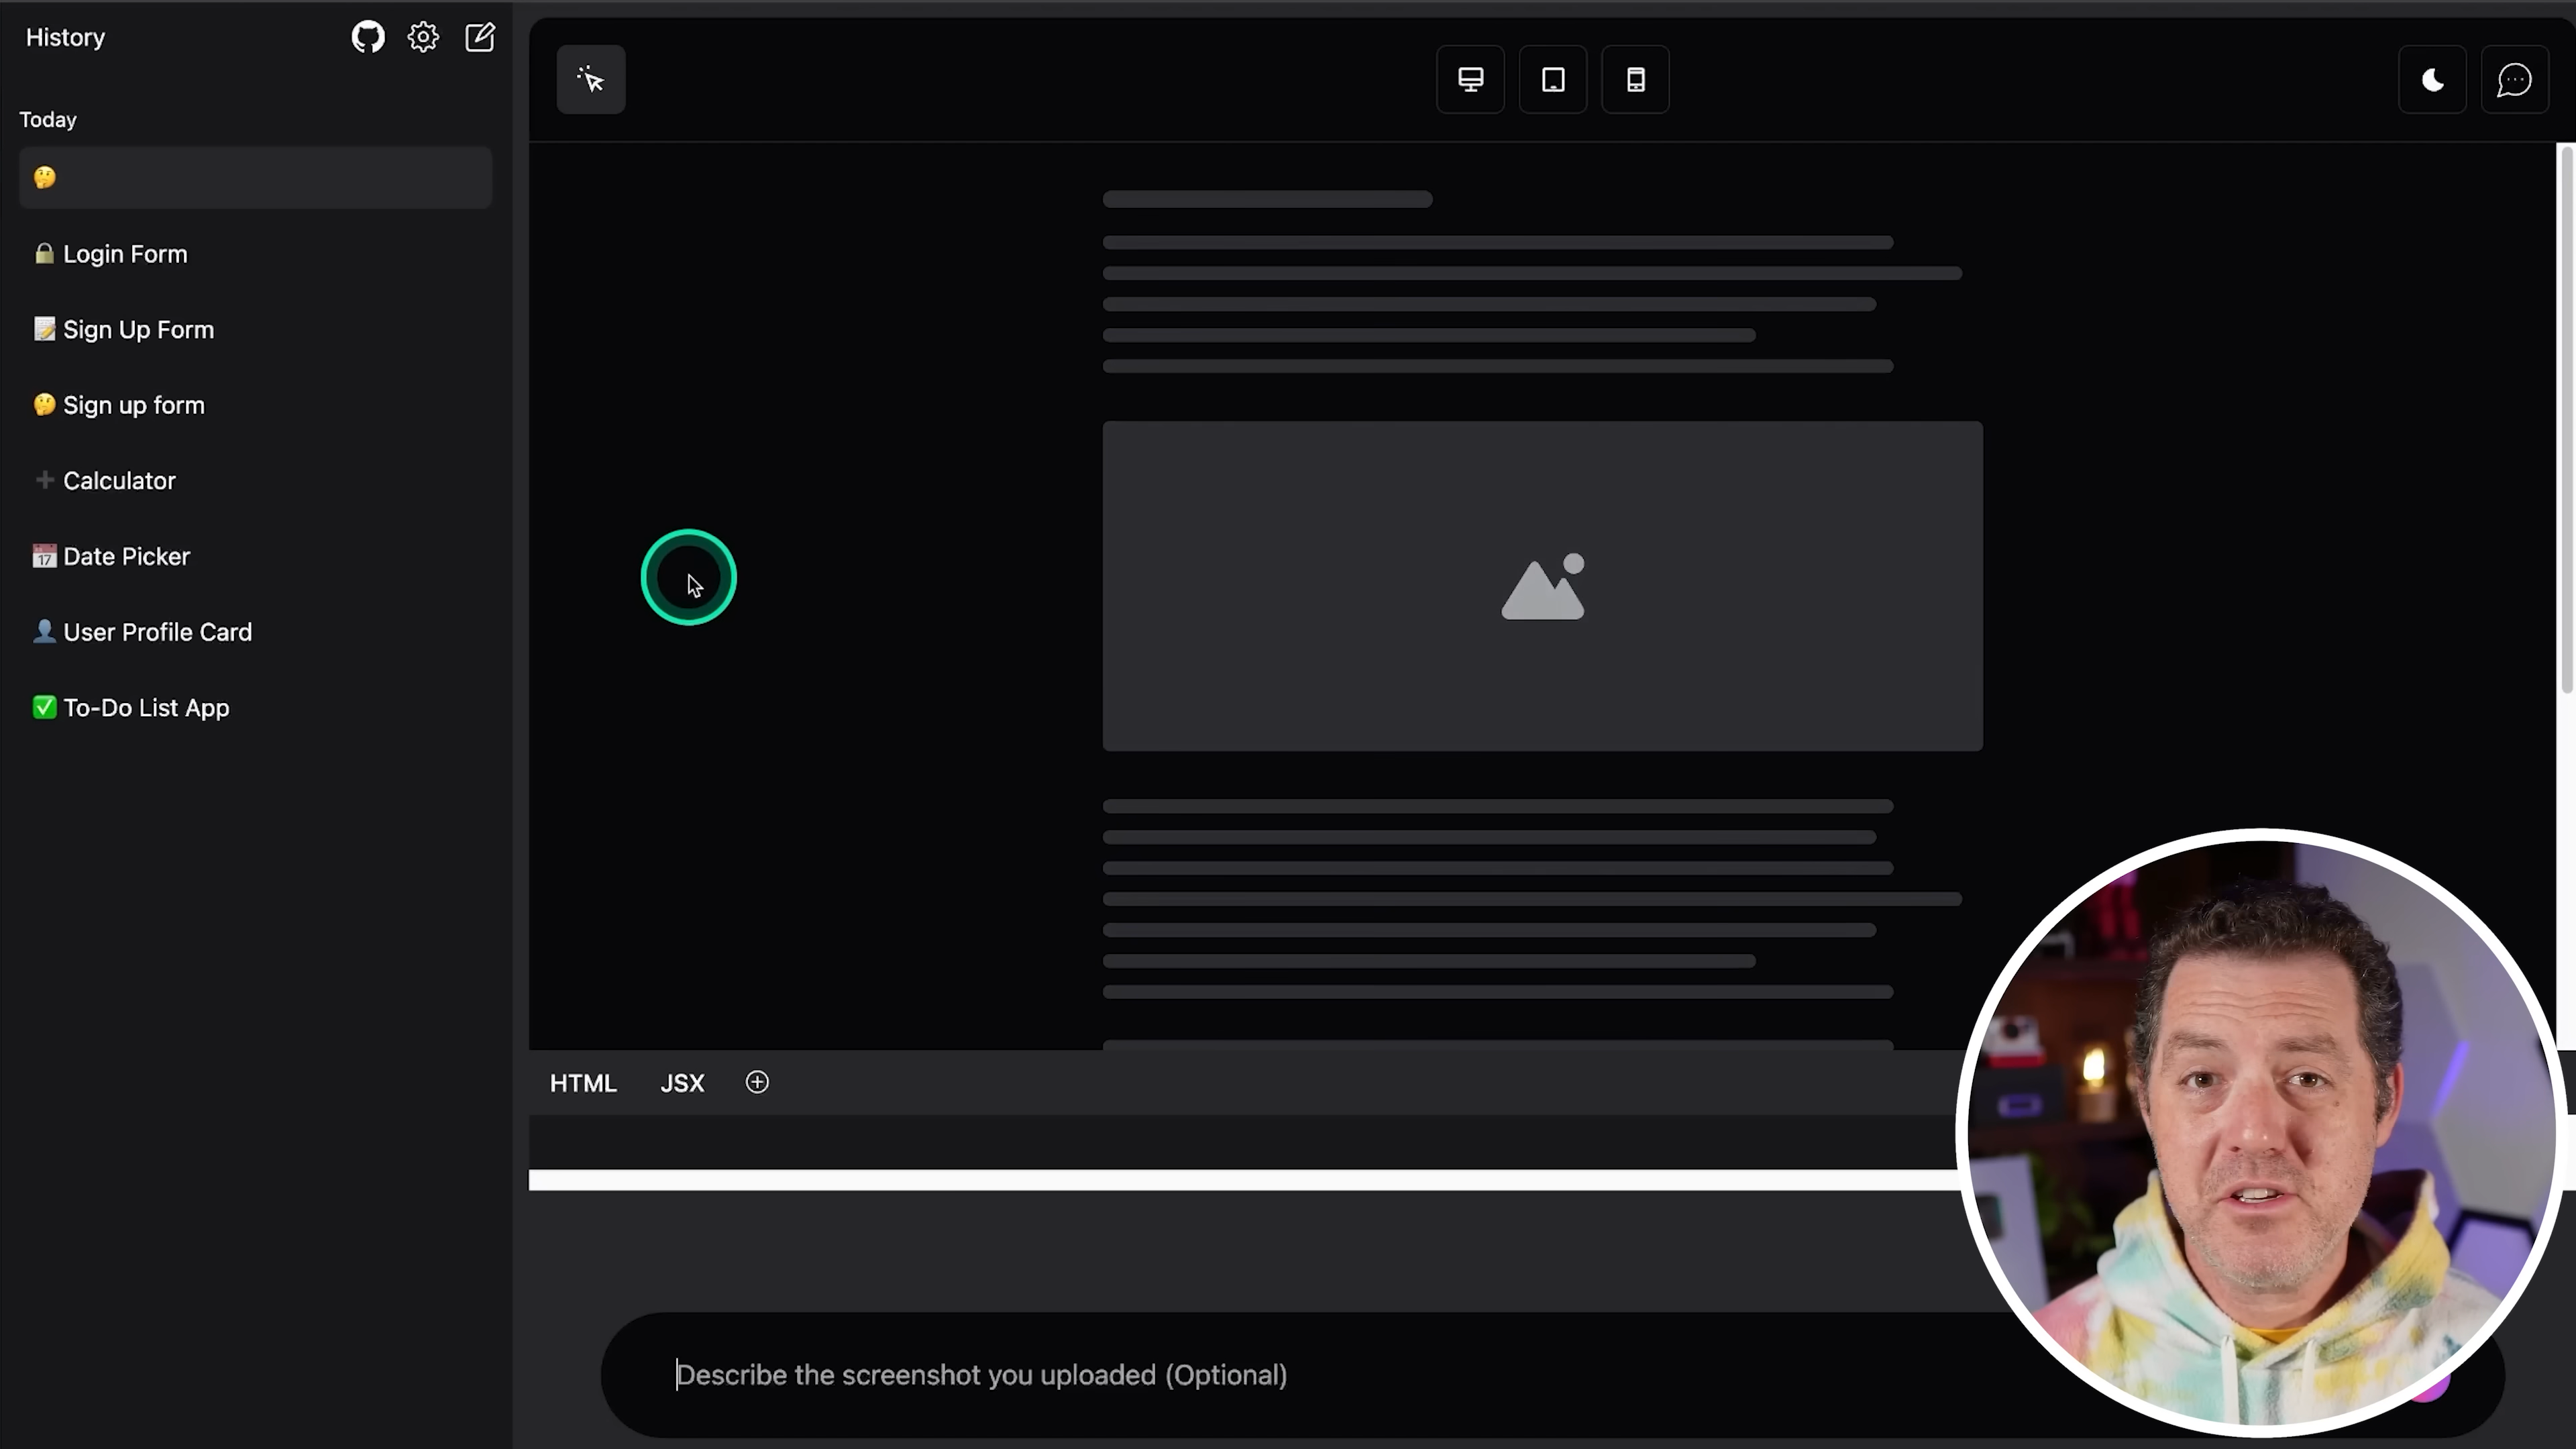 History
Today
Login Form
Sign Up Form
Sign up form
Calculator
17
Date Picker
User Profile Card
To-Do List App
HTML
JSX
Describe the screenshot you uploaded (Optional)